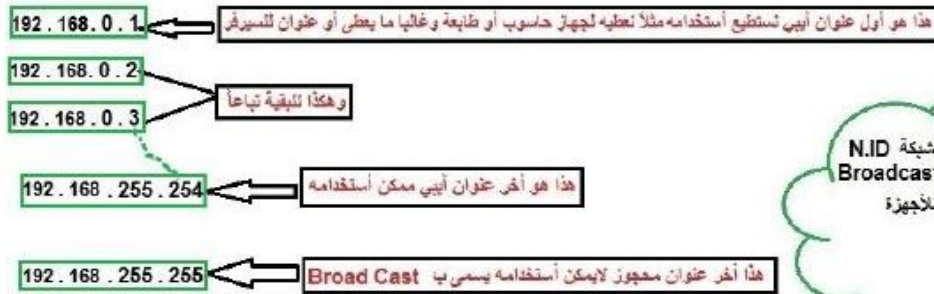 192 . 168 . 0 . 1
هذا هو أول عنوان أيبي تستطيع أستخدامه مثلاً تعطيه لجهاز حاسوب أو طابعة وغالبا ما يعطى أو عنوان للسيرفر
192 . 168 . 0 . 2
وهكذا للبقية تباعاً
192 . 168 . 0 . 3
شبكة N.ID
Broadcast
للأجهزة
192 . 168 . 255 . 254
هذا هو أخر عنوان أيبي ممكن أستخدامه
192 . 168 . 255 . 255
هذا أخر عنوان محجوز لايمكن أستخدامه يسمى ب Broad Cast